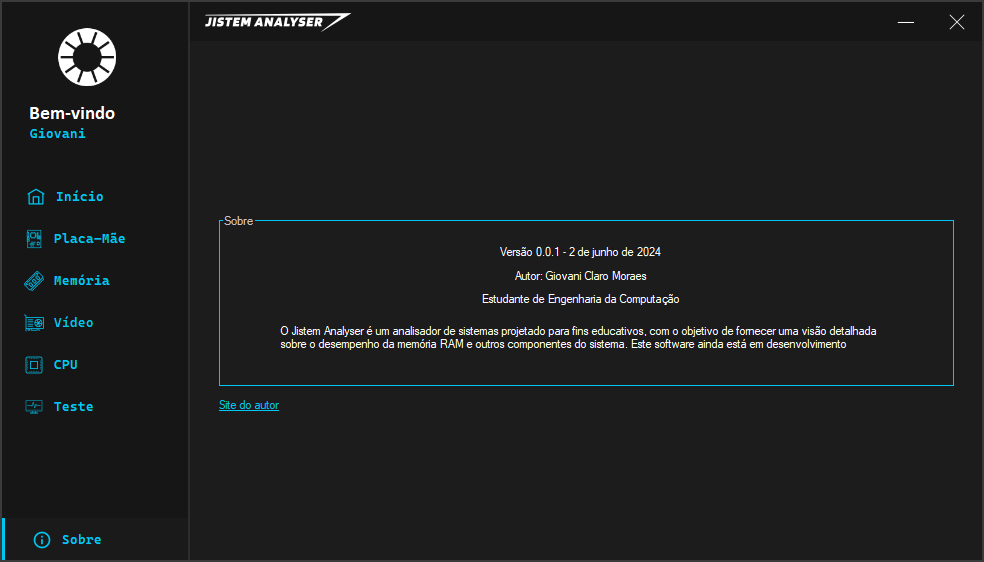 JISTEM ANALYSER
Bem-vindo
Giovani
Início
Placa-Mãe
Memória
Vídeo
CPU
Teste
Sobre
Sobre
Versão 0.0.1 - 2 de junho de 2024
Autor: Giovani Claro Moraes
Estudante de Engenharia da Computação
O Jistem Analyser é um analisador de sistemas projetado para fins educativos, com o objetivo de fornecer uma visão detalhada
sobre o desempenho da memória RAM e outros componentes do sistema. Este software ainda está em desenvolvimento
Site do autor